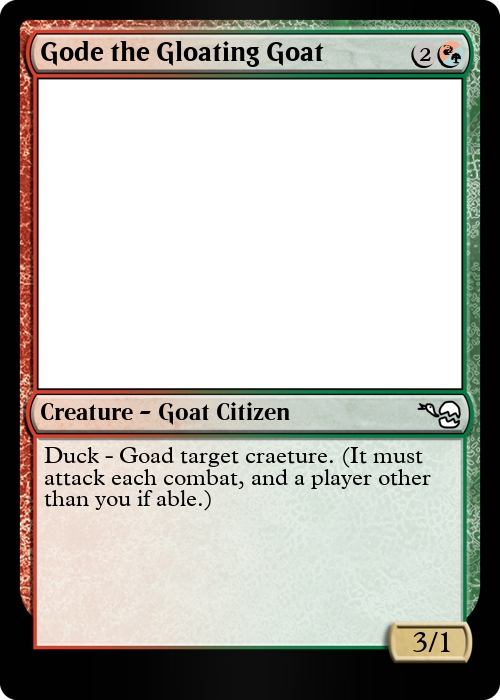 Gode the Gloating Goat 2
Creature – Goat Citizen
Duck - Goad target craeture. (It must
attack each combat, and a player other
than you if able.)
3/1